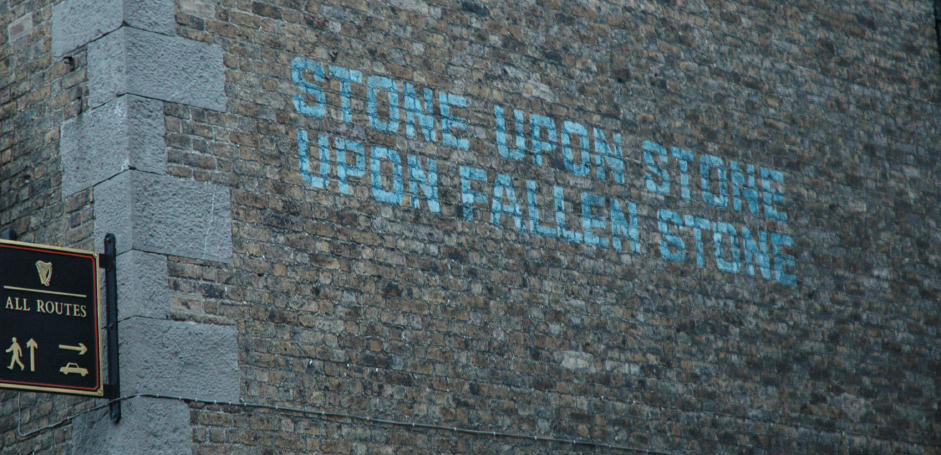 STONE UPON STONE
UPON FALLEN STONE
ALL ROUTES